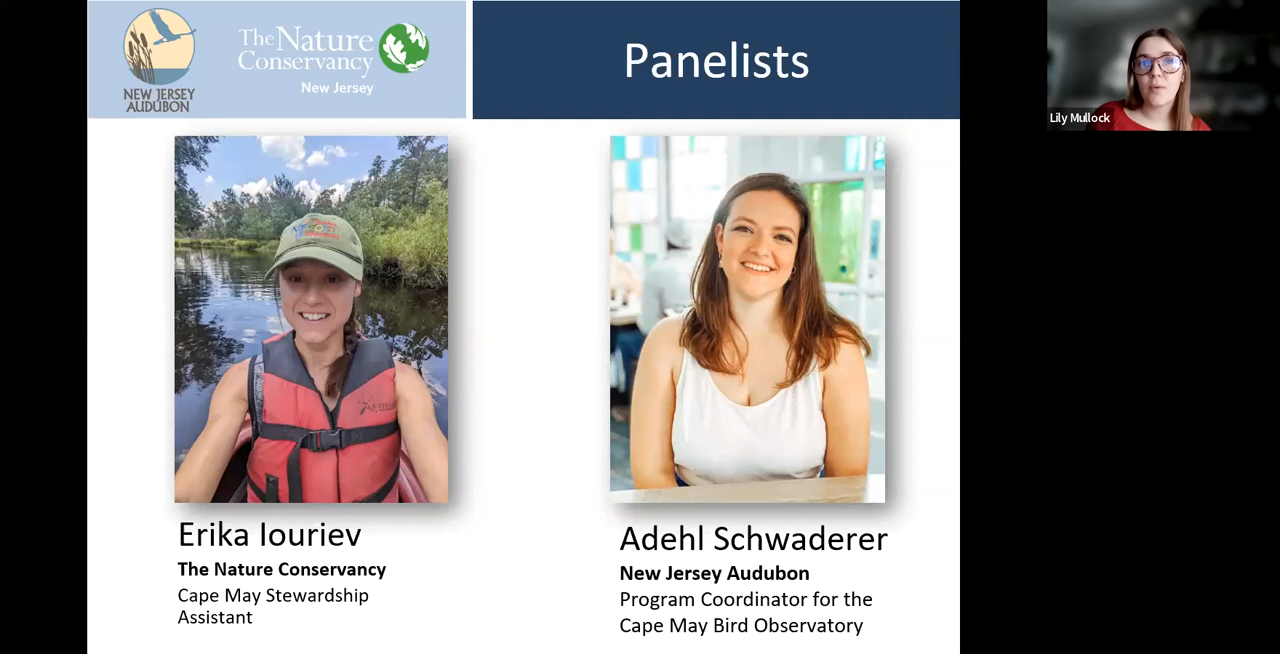 The Nature
Conservancy
New Jersey
NEW JERSEY
AUDUBON
Panelists
Lily Mullock
Erika Iouriev
The Nature Conservancy
Cape May Stewardship
Assistant
Adehl Schwaderer
New Jersey Audubon
Program Coordinator for the
Cape May Bird Observatory